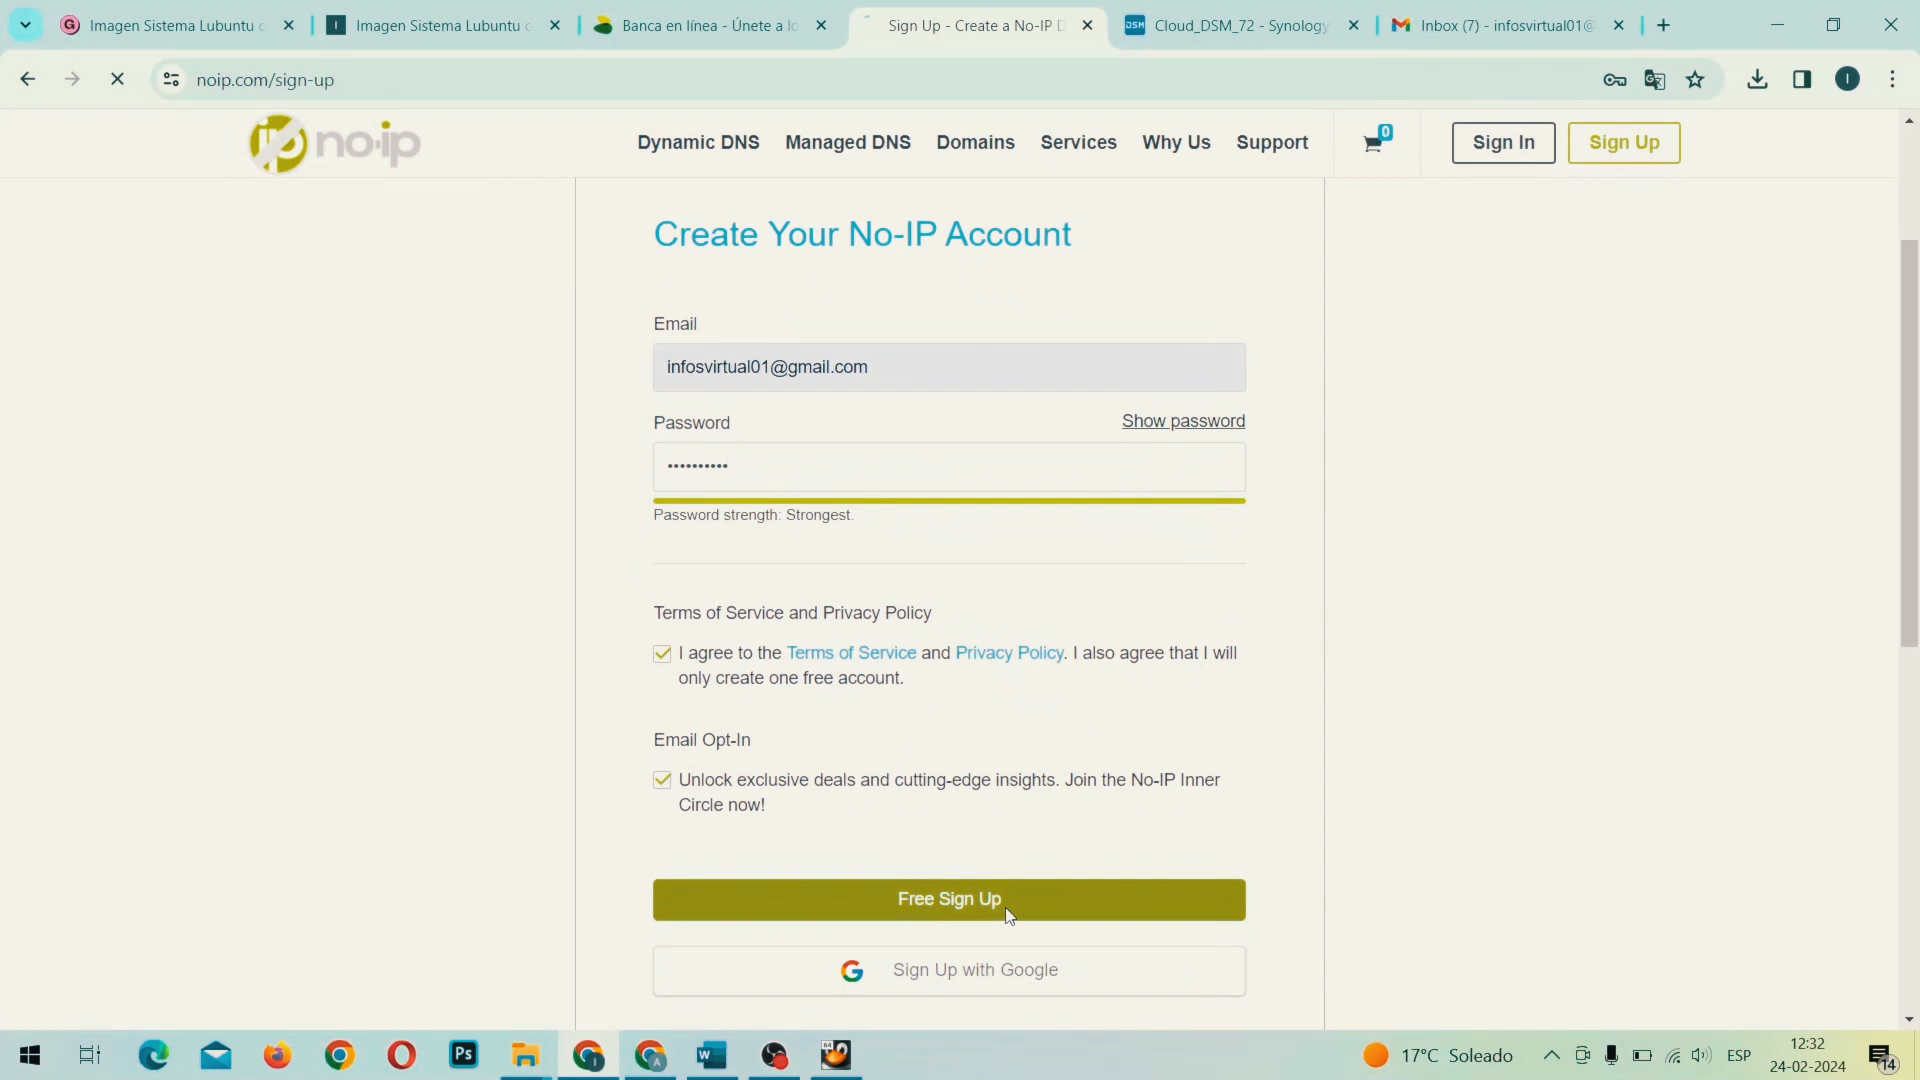 Imagen Sistema Lubuntu c
Imagen Sistema Lubuntu c
Banca en línea - Únete a lo
Sign Up - Create a No-IP D
DSM
Cloud_DSM_72 - Synology
Inbox (7) - infosvirtual01@
noip.com/sign-up
I
no·ip
Dynamic DNS
Managed DNS
Domains
Services
Why Us
Support
0
Sign In
Sign Up
Create Your No-IP Account
Email
infosvirtual01@gmail.com
Password
Show password
••••••••••
Password strength: Strongest.
Terms of Service and Privacy Policy
I agree to the Terms of Service and Privacy Policy. I also agree that I will
only create one free account.
Email Opt-In
Unlock exclusive deals and cutting-edge insights. Join the No-IP Inner
Circle now!
Free Sign Up
Sign Up with Google
17°C Soleado
ESP
12:32
24-02-2024
14